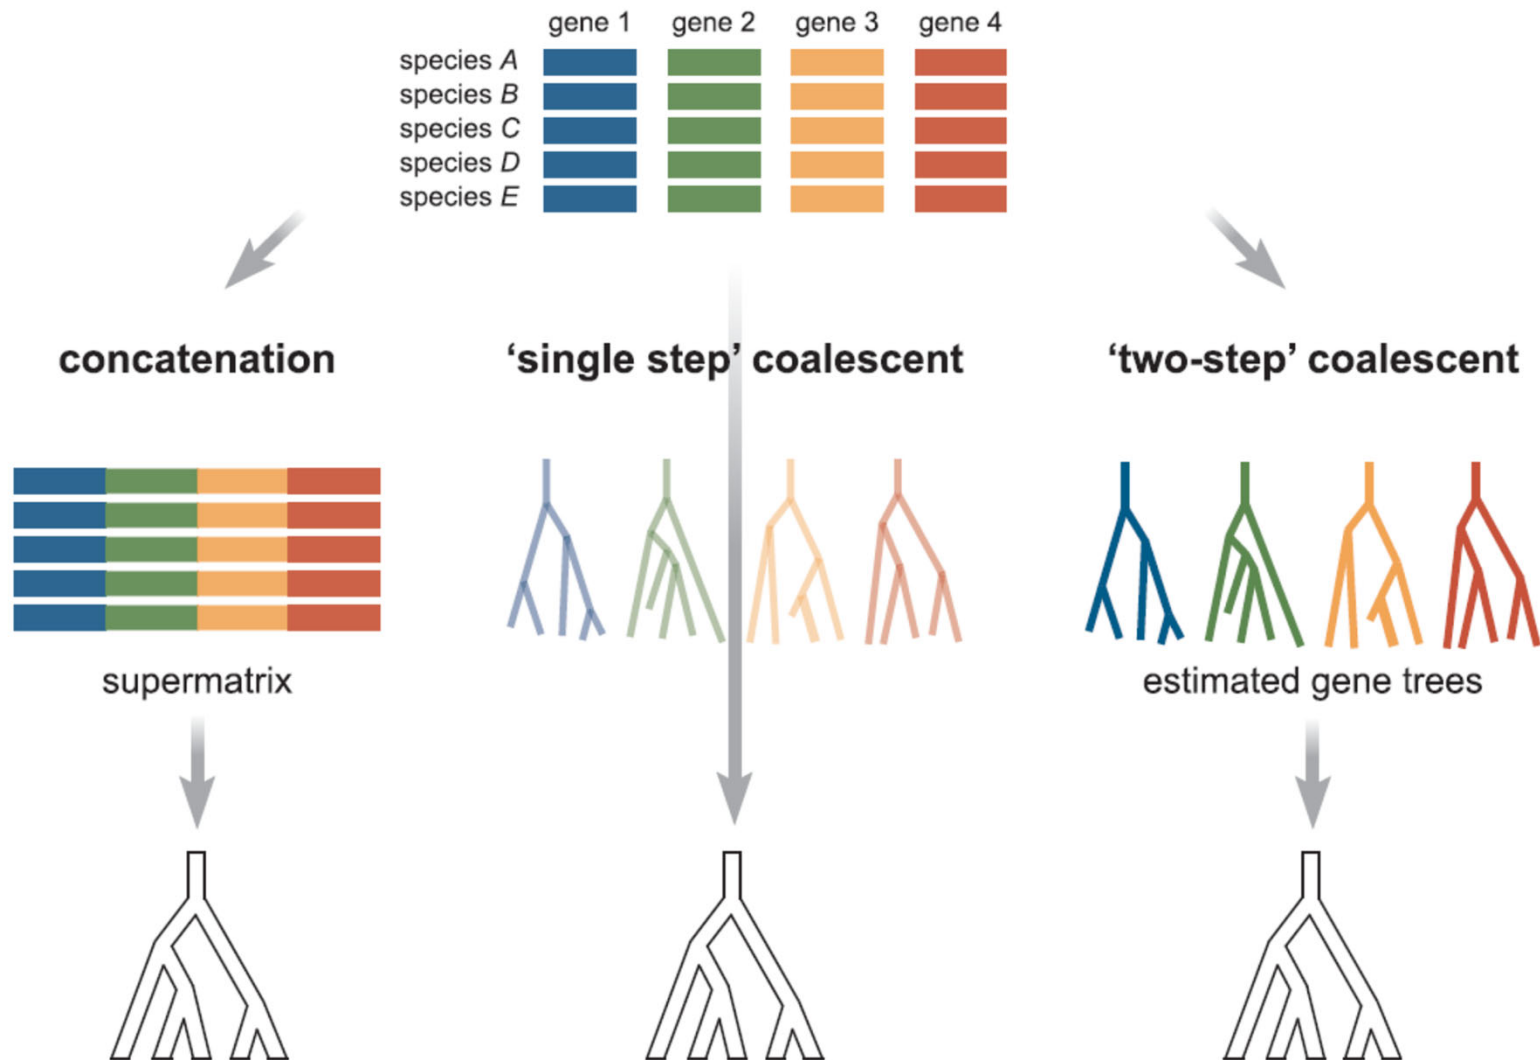 gene 1 gene 2 gene 3 gene 4
species A
species B
species C
species D
species E
concatenation
‘single step’ coalescent
‘two-step’ coalescent
supermatrix
estimated gene trees